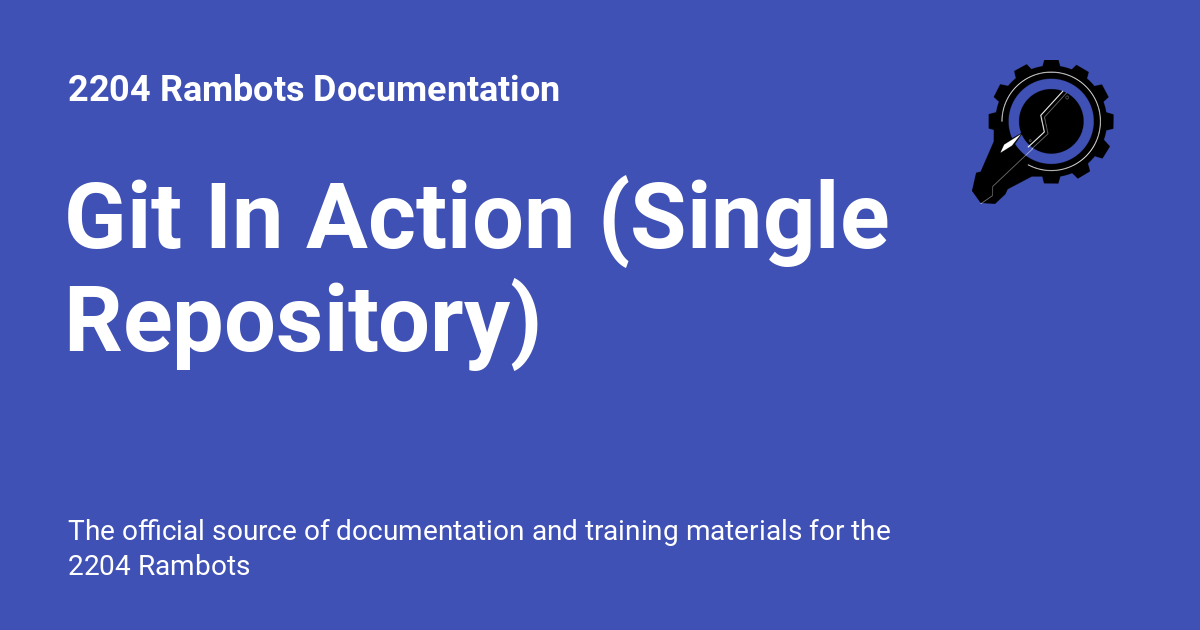 2204 Rambots Documentation
Git In Action (Single
Repository)
The official source of documentation and training materials for the
2204 Rambots